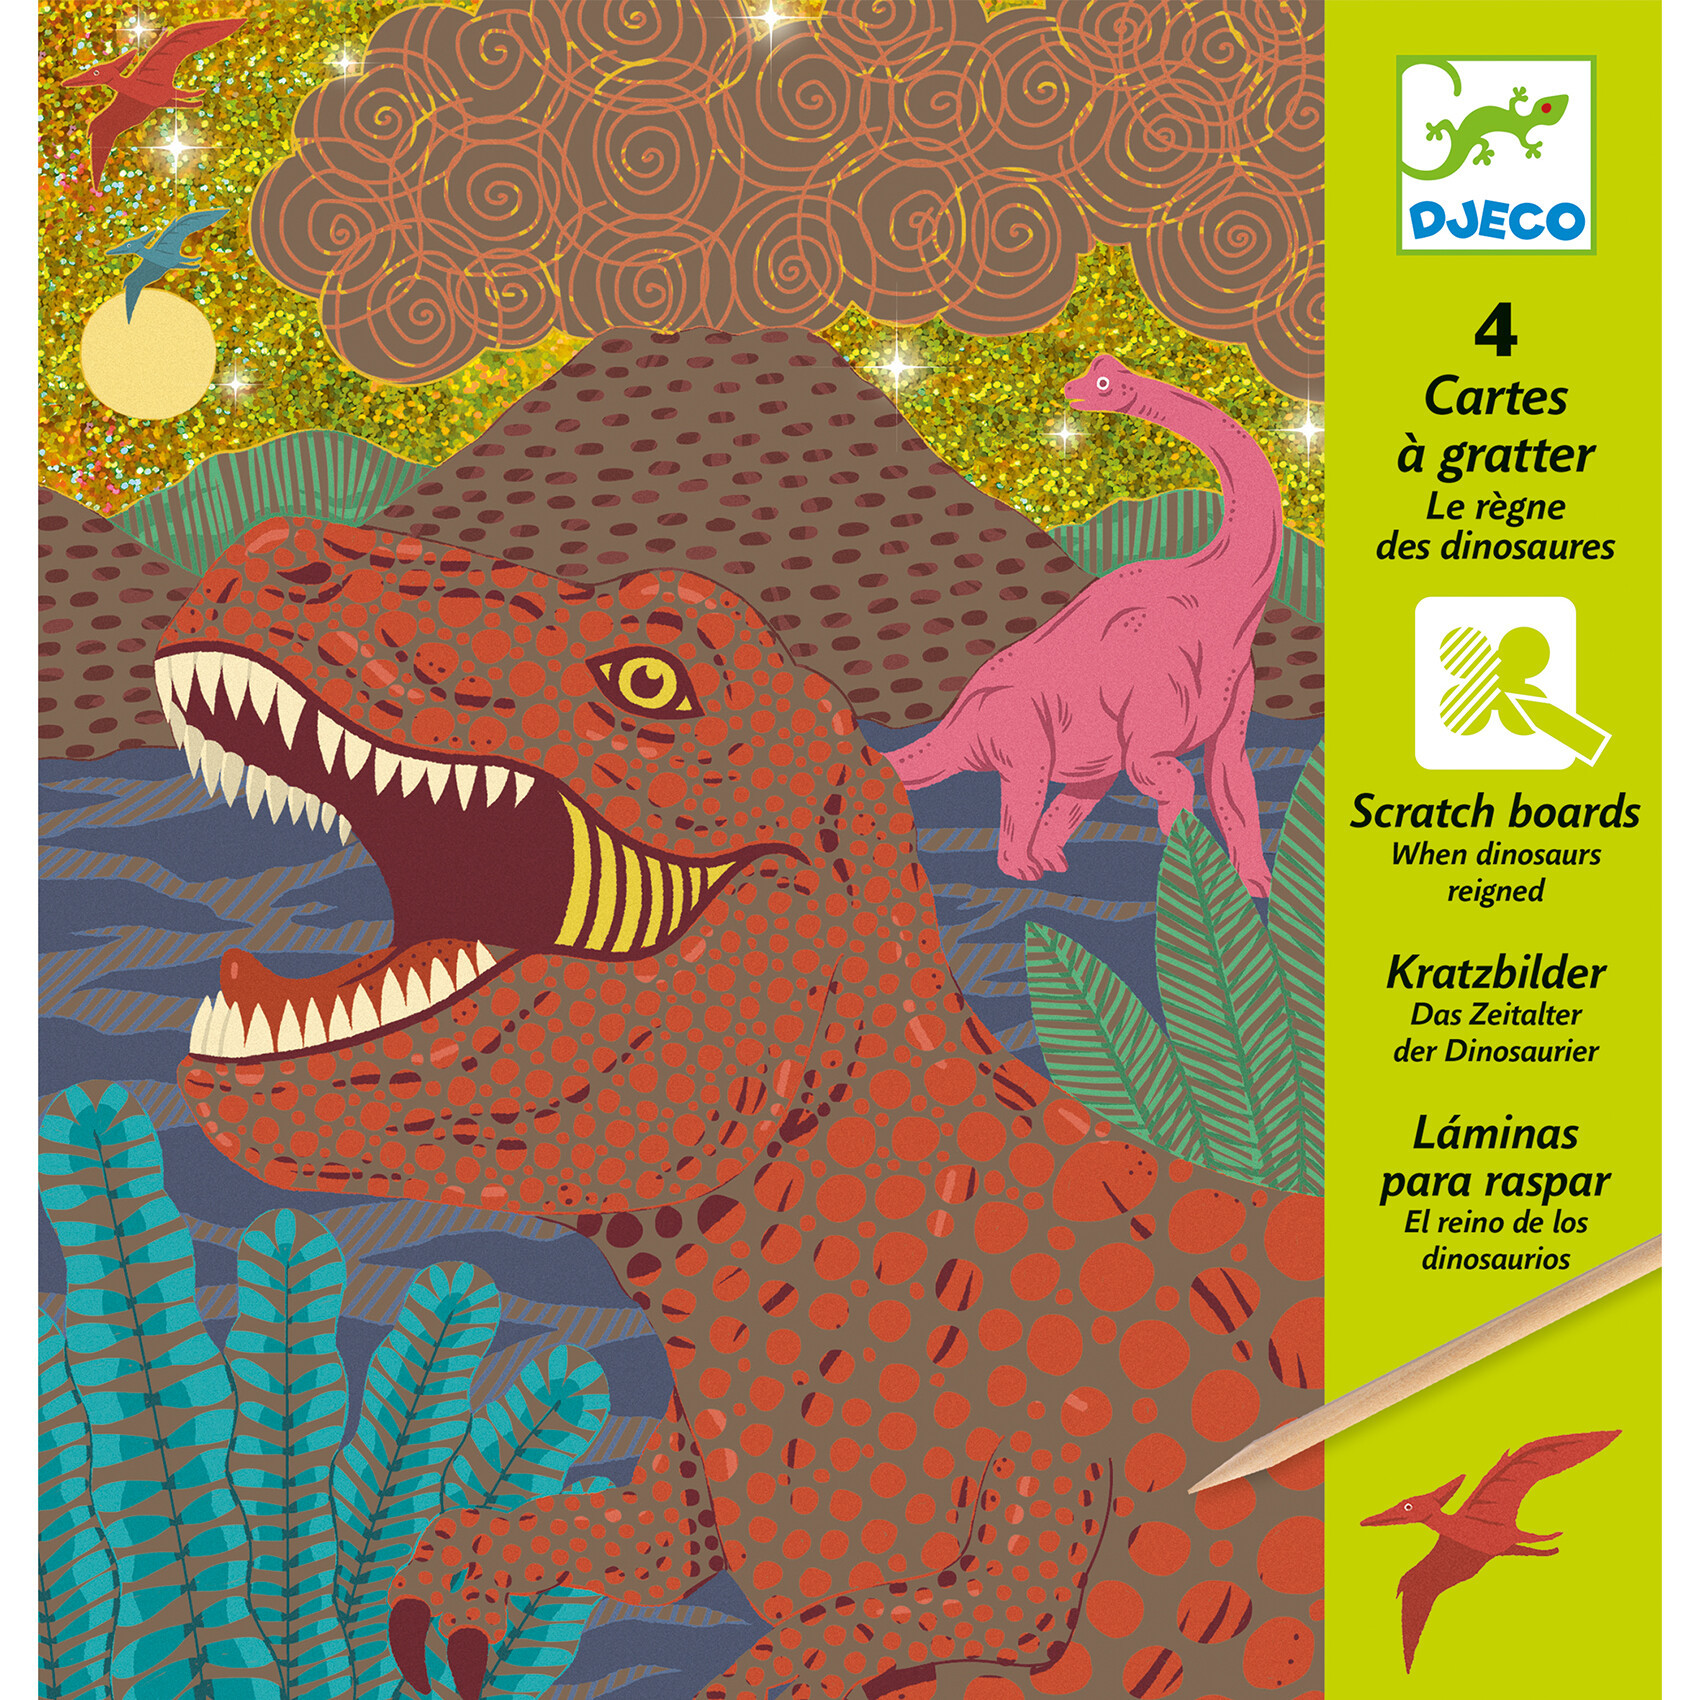 DJECO
4
Cartes
à gratter
Le règne
des dinosaures
Scratch boards
When dinosaurs
reigned
Kratzbilder
Das Zeitalter
der Dinosaurier
Láminas
para raspar
El reino de los
dinosaurios